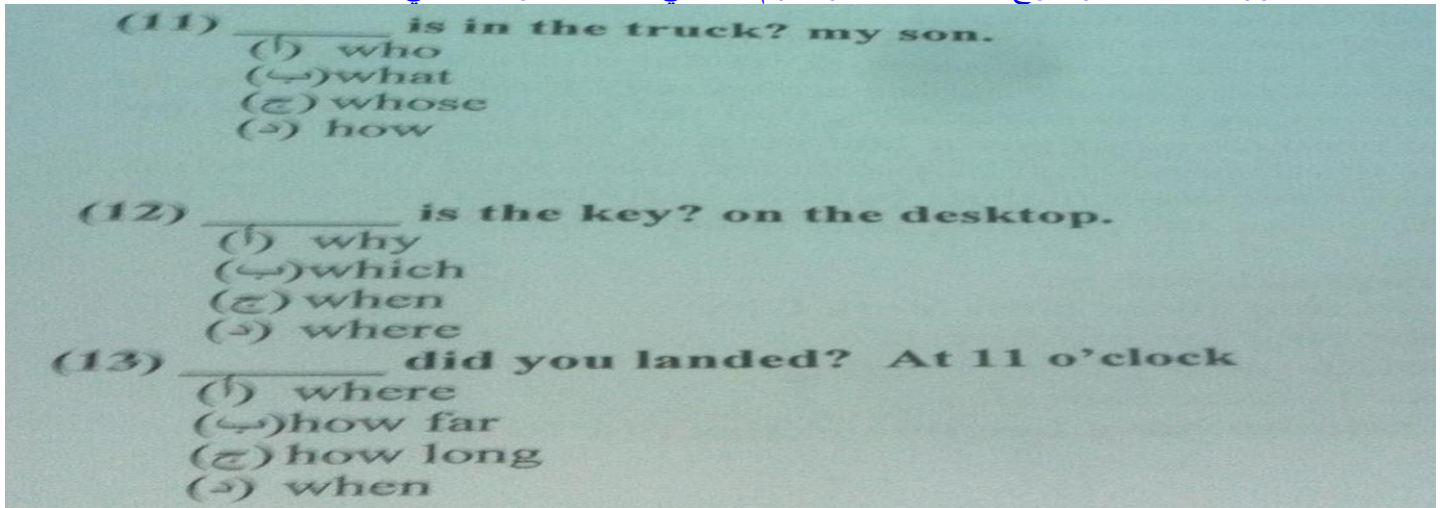 (11) ________ is in the truck? my son.
(أ) who
(ب) what
(ج) whose
(د) how
(12) ________ is the key? on the desktop.
(أ) why
(ب) which
(ج) when
(د) where
(13) ________ did you landed? At 11 o'clock
(أ) where
(ب) how far
(ج) how long
(د) when